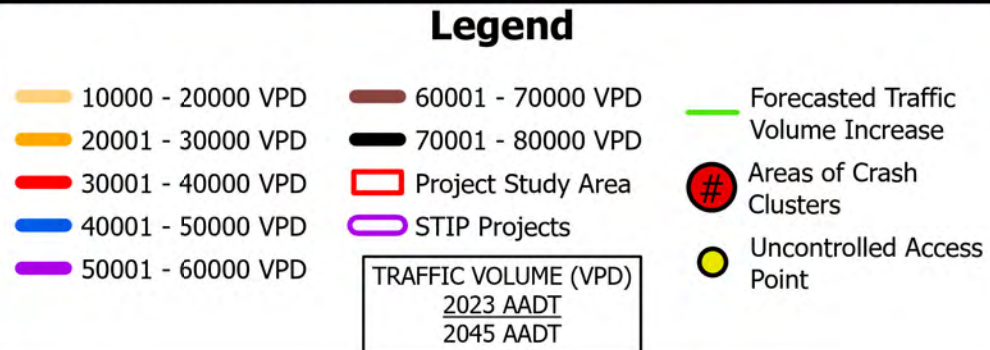 Legend
10000 - 20000 VPD
20001 - 30000 VPD
30001 - 40000 VPD
40001 - 50000 VPD
50001 - 60000 VPD
60001 - 70000 VPD
70001 - 80000 VPD
Project Study Area
STIP Projects
TRAFFIC VOLUME (VPD)
2023 AADT
2045 AADT
Forecasted Traffic
Volume Increase
#
Areas of Crash
Clusters
Uncontrolled Access
Point